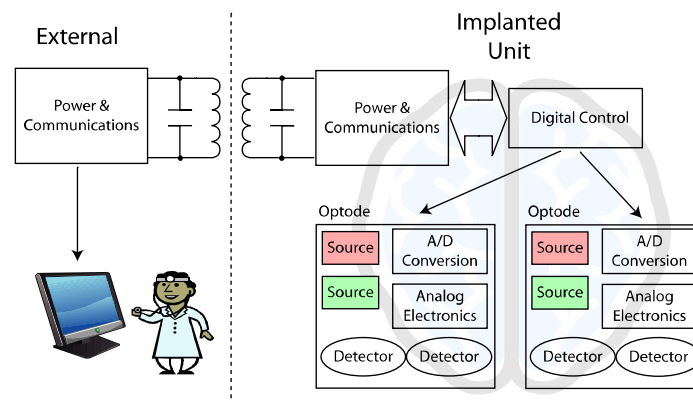 External
Implanted
Unit
Power &
Communications
Power &
Communications
Digital Control
Optode
Source
A/D
Conversion
Source
Analog
Electronics
Detector
Detector
Optode
Source
A/D
Conversion
Source
Analog
Electronics
Detector
Detector